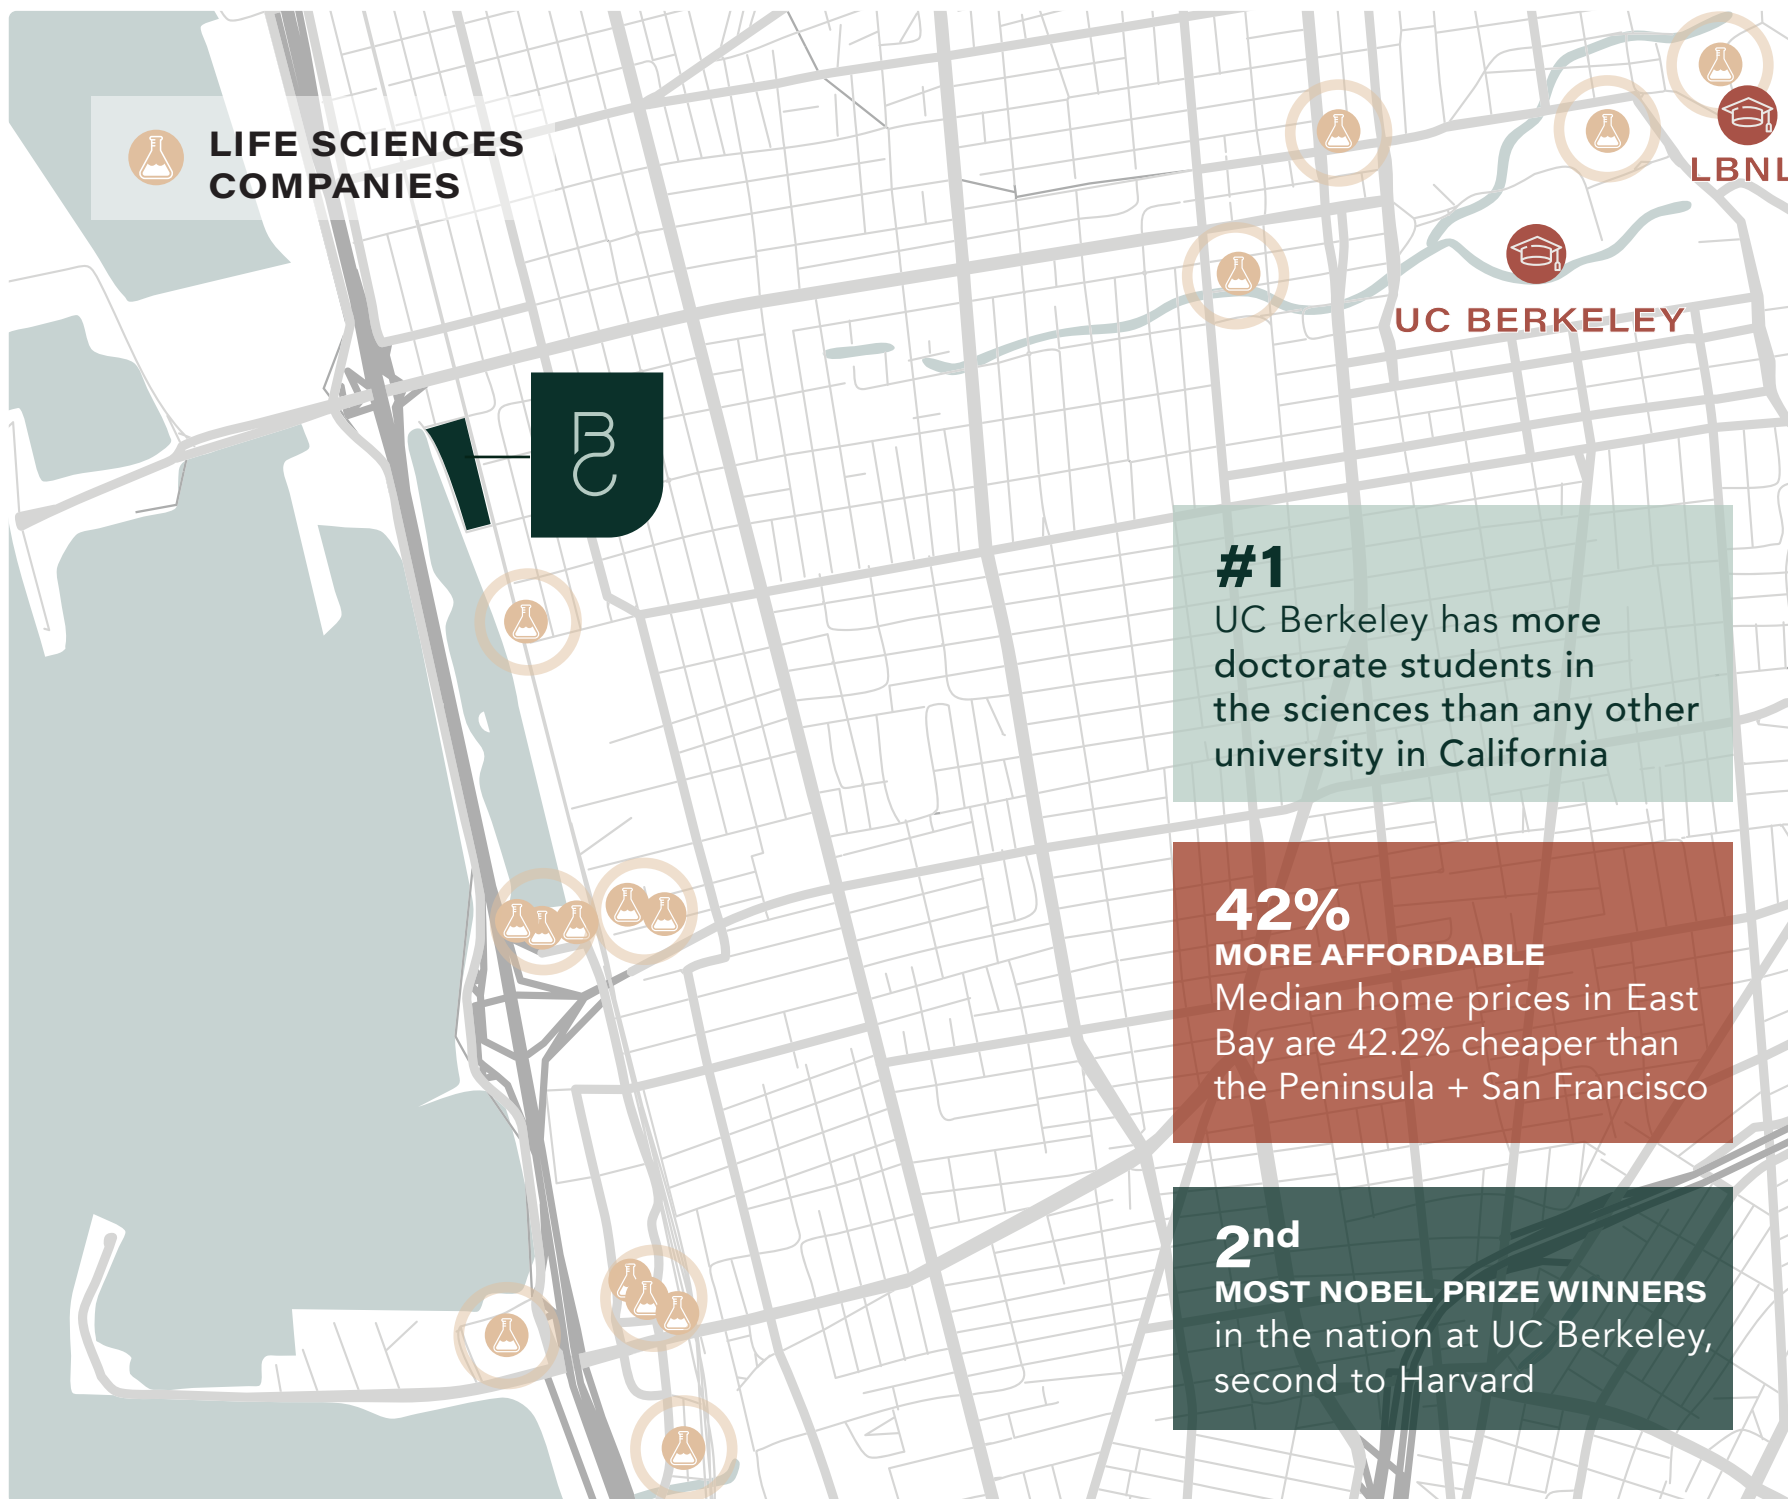 LIFE SCIENCES
COMPANIES
LBNL
UC BERKELEY
BC
#1
UC Berkeley has more
doctorate students in
the sciences than any other
university in California
42%
MORE AFFORDABLE
Median home prices in East
Bay are 42.2% cheaper than
the Peninsula + San Francisco
2nd
MOST NOBEL PRIZE WINNERS
in the nation at UC Berkeley,
second to Harvard